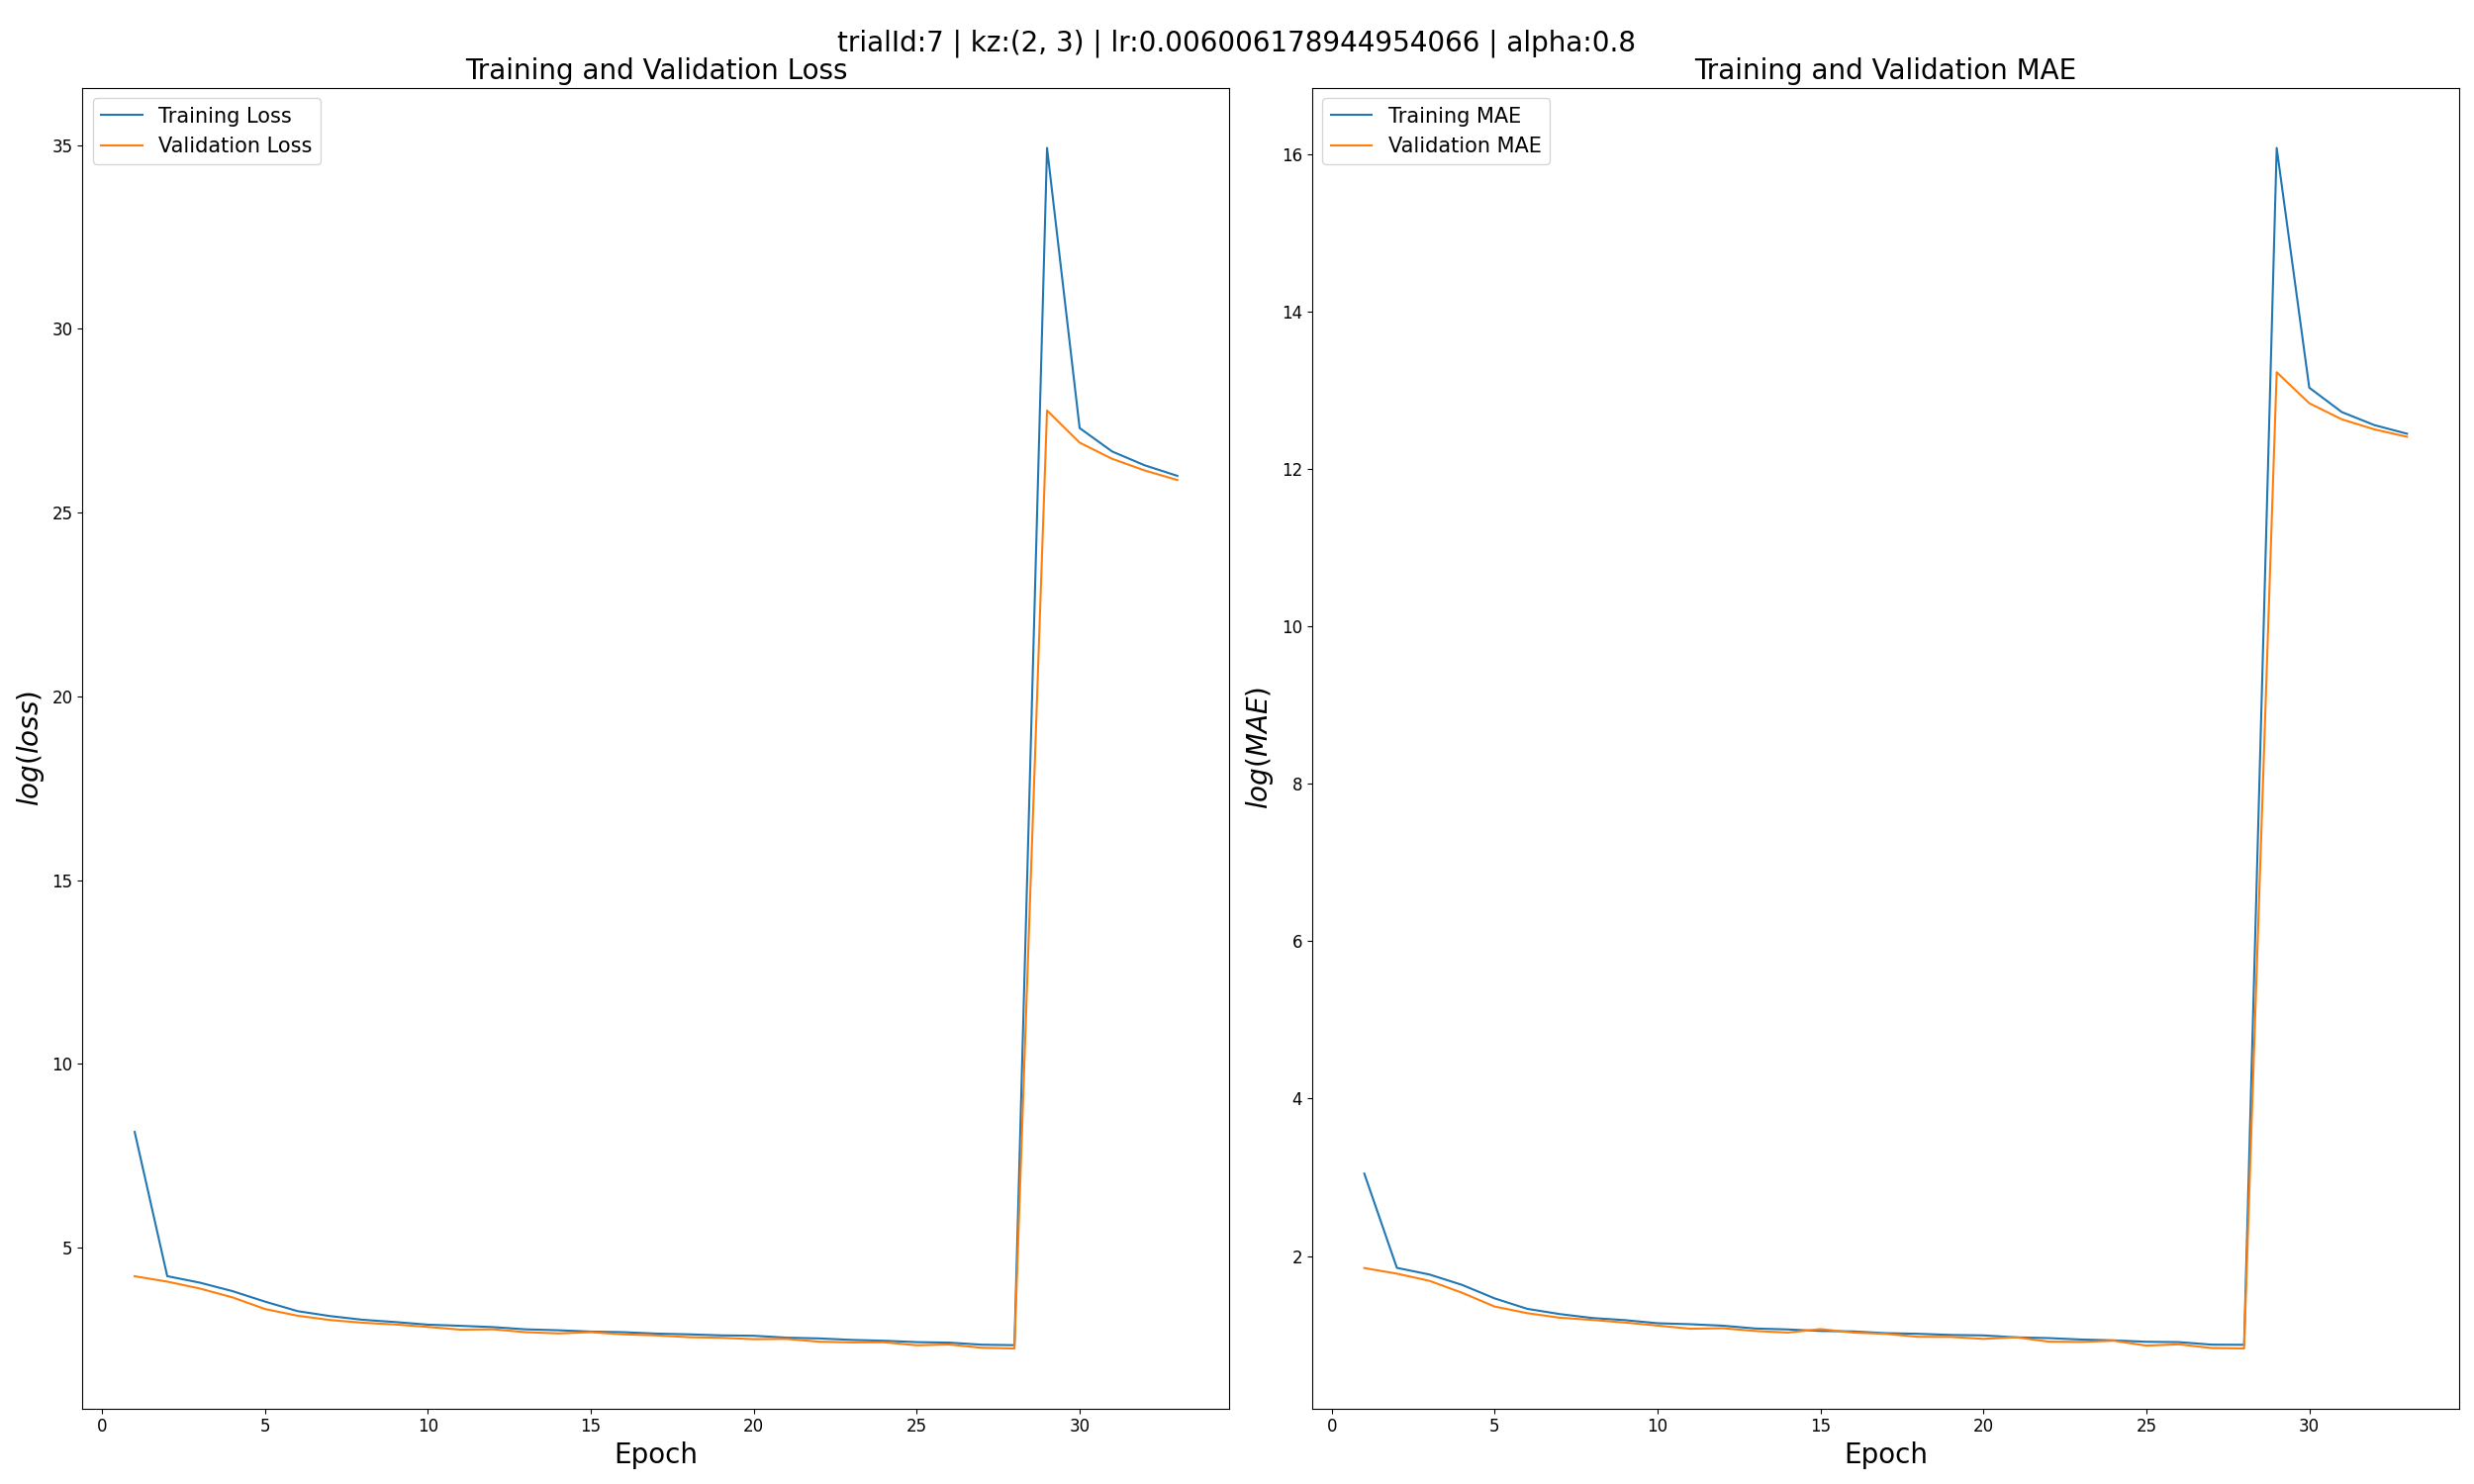 trialId:7 | kz:(2, 3) | lr:0.006006178944954066 | alpha:0.8
Training and Validation Loss
Training Loss
Validation Loss
35
30
25
20
15
10
5
log(loss)
0 5 10 15 20 25 30
Epoch
Training and Validation MAE
Training MAE
Validation MAE
16
14
12
10
8
6
4
2
log(MAE)
0 5 10 15 20 25 30
Epoch